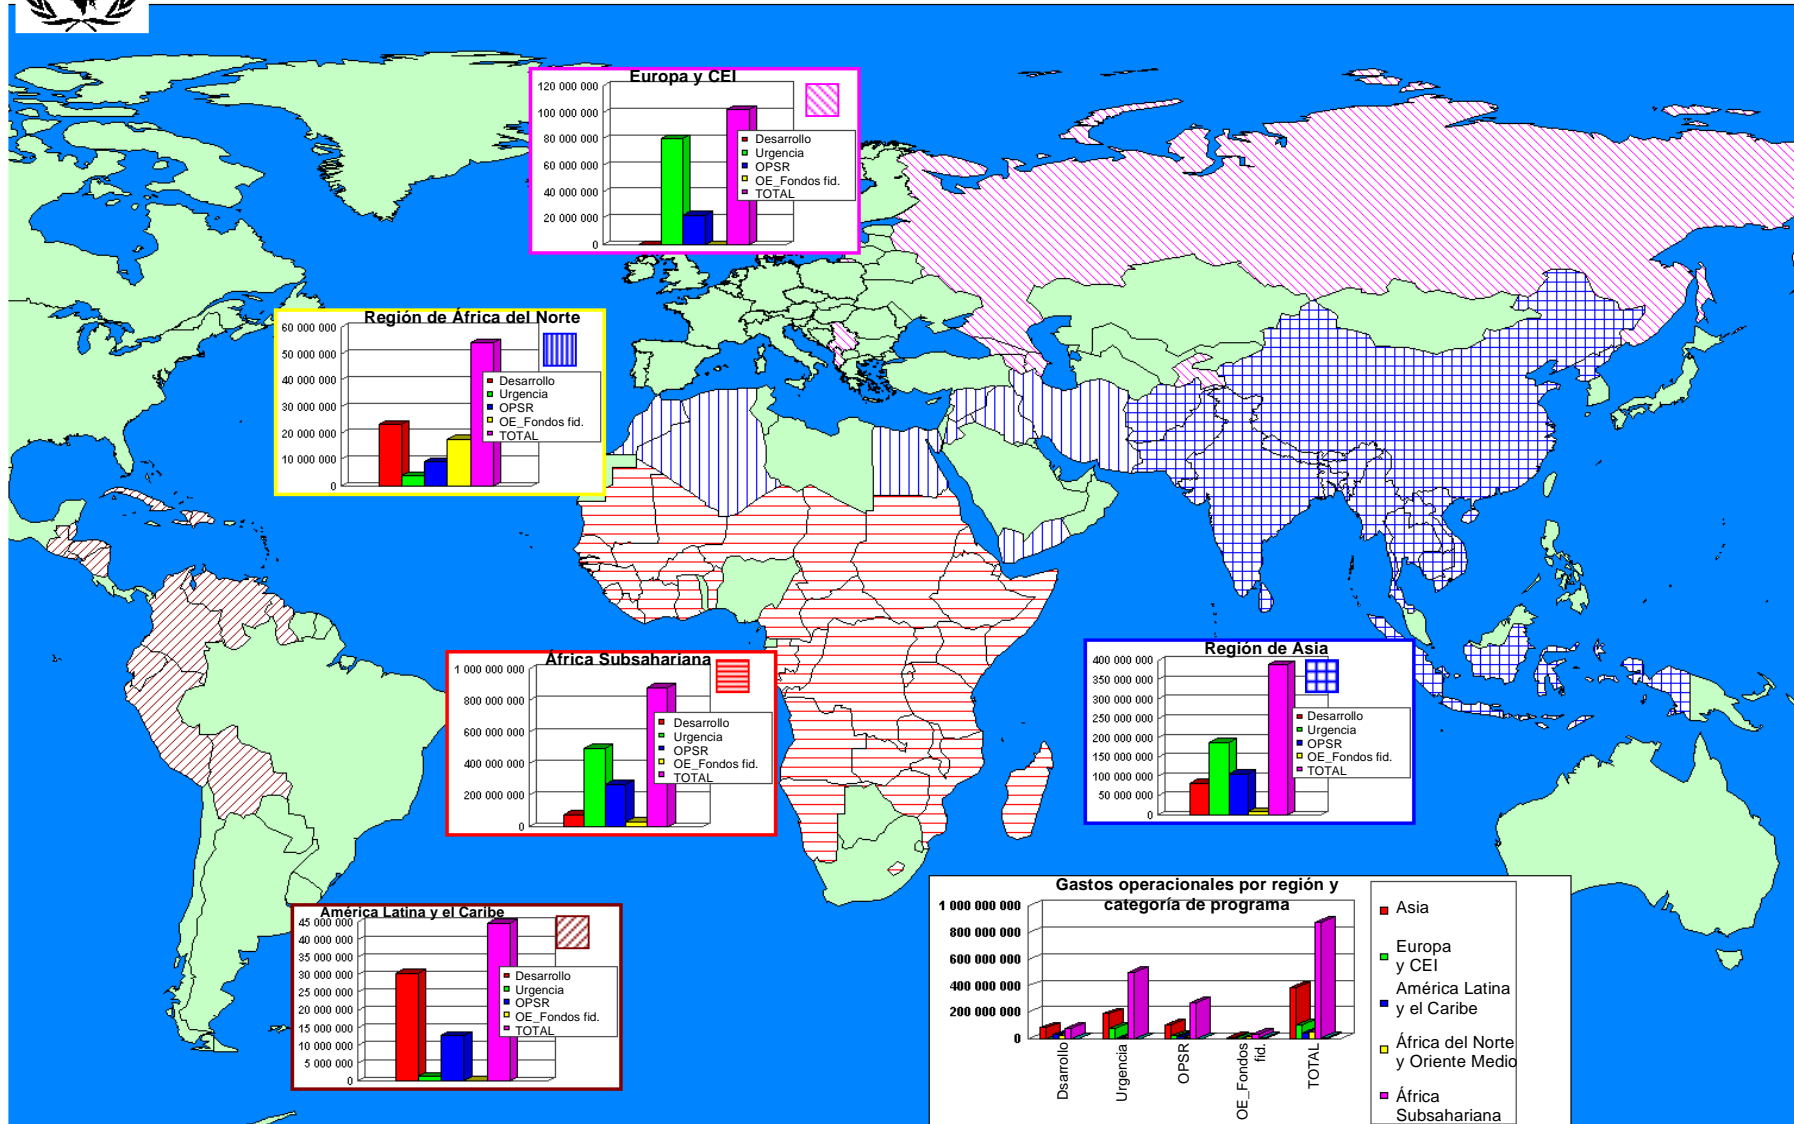 Europa y CEI
120 000 000
100 000 000
80 000 000
60 000 000
40 000 000
20 000 000
0
Desarrollo
Urgencia
OPSR
OE_Fondos fid.
TOTAL
Región de África del Norte
60 000 000
50 000 000
40 000 000
30 000 000
20 000 000
10 000 000
0
Desarrollo
Urgencia
OPSR
OE_Fondos fid.
TOTAL
África Subsahariana
1 000 000 000
800 000 000
600 000 000
400 000 000
200 000 000
0
Desarrollo
Urgencia
OPSR
OE_Fondos fid.
TOTAL
Región de Asia
400 000 000
350 000 000
300 000 000
250 000 000
200 000 000
150 000 000
100 000 000
50 000 000
0
Desarrollo
Urgencia
OPSR
OE_Fondos fid.
TOTAL
América Latina y el Caribe
45 000 000
40 000 000
35 000 000
30 000 000
25 000 000
20 000 000
15 000 000
10 000 000
5 000 000
0
Desarrollo
Urgencia
OPSR
OE_Fondos fid.
TOTAL
Gastos operacionales por región y
categoría de programa
1 000 000 000
800 000 000
600 000 000
400 000 000
200 000 000
0
Dsarrollo
Urgencia
OPSR
OE_Fondos
fid.
TOTAL
Asia
Europa
y CEI
América Latina
y el Caribe
África del Norte
y Oriente Medio
África
Subsahariana